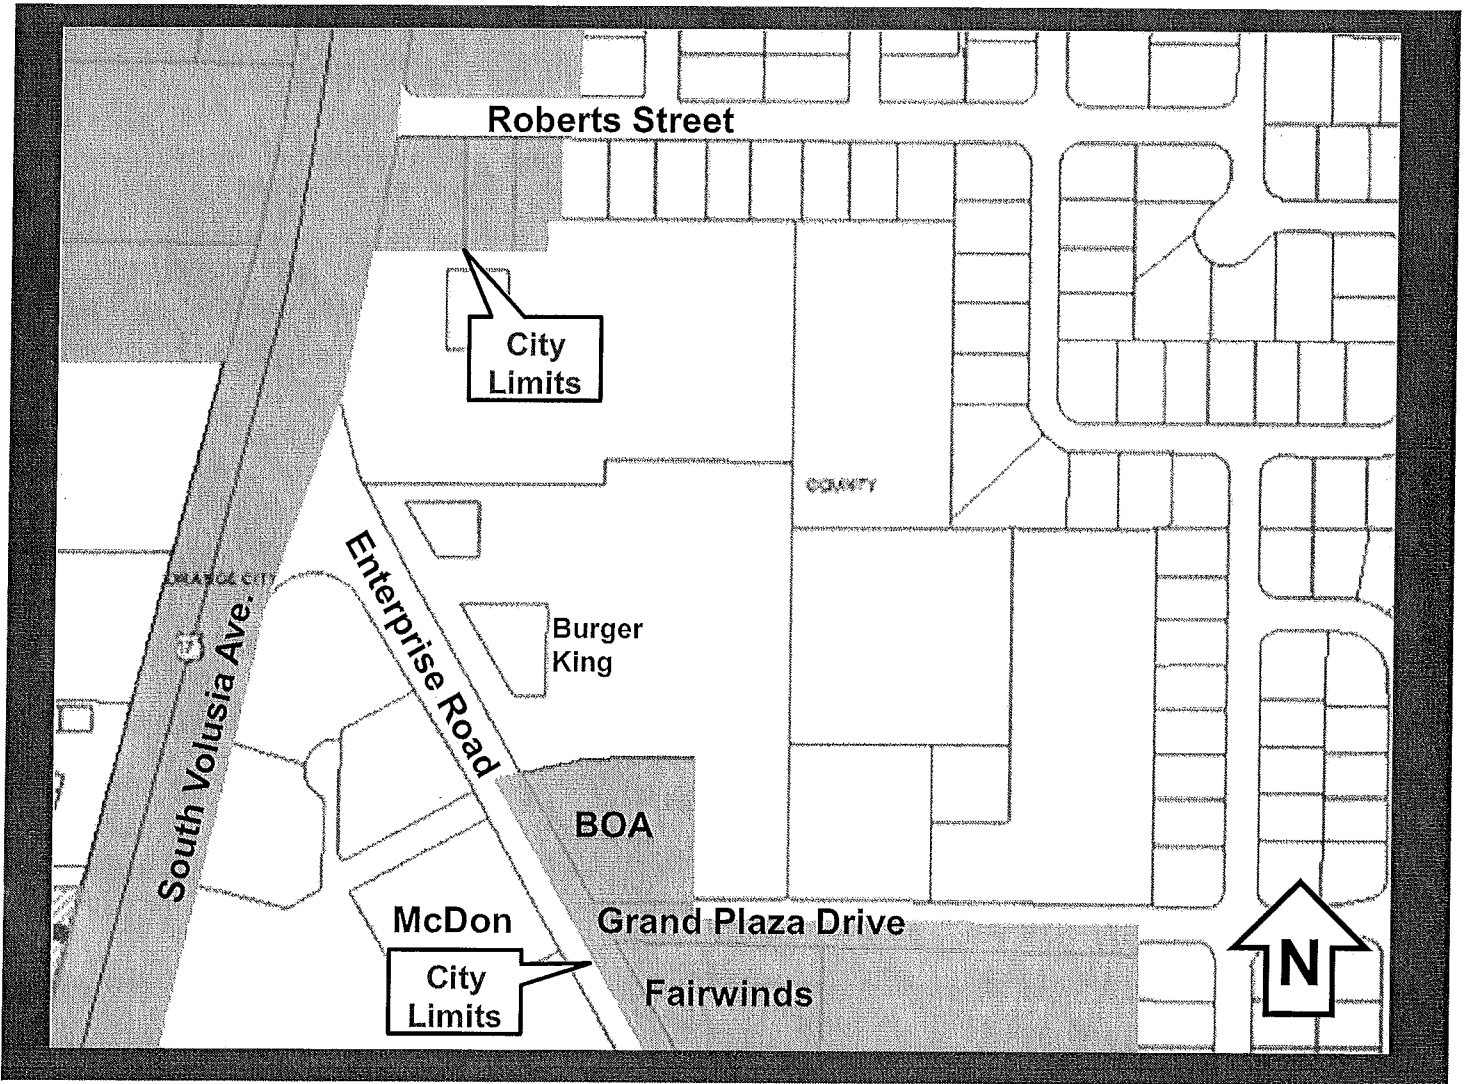 Roberts Street
City
Limits
COUNTY
Enterprise Road
ORANGE CITY
Burger
King
South Volusia Ave.
BOA
McDon
Grand Plaza Drive
City
Limits
Fairwinds
N